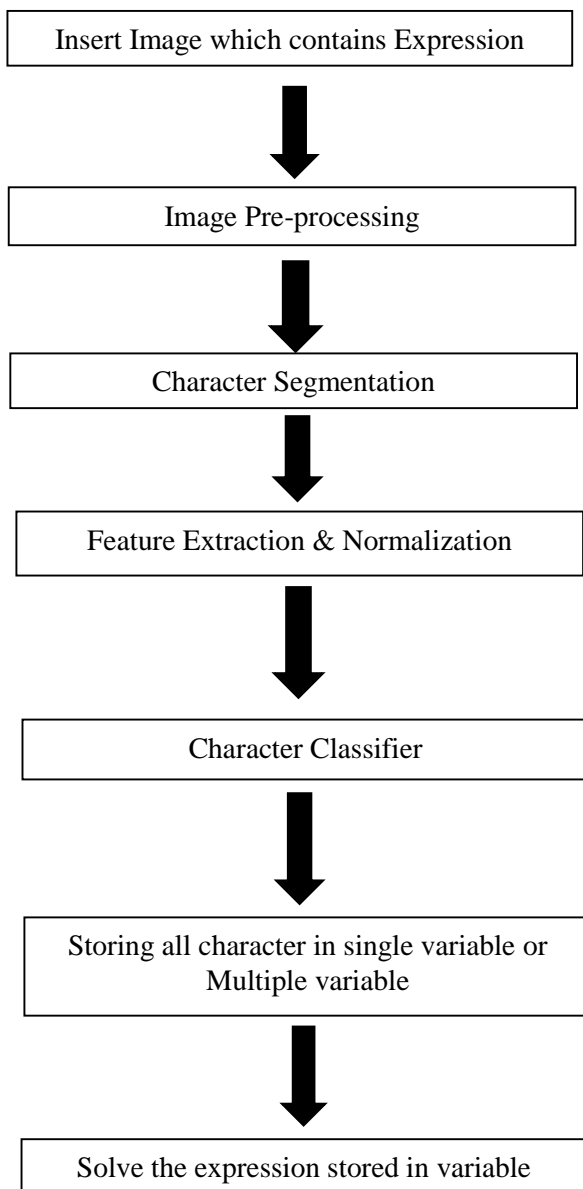 Insert Image which contains Expression
Image Pre-processing
Character Segmentation
Feature Extraction & Normalization
Character Classifier
Storing all character in single variable or
Multiple variable
Solve the expression stored in variable